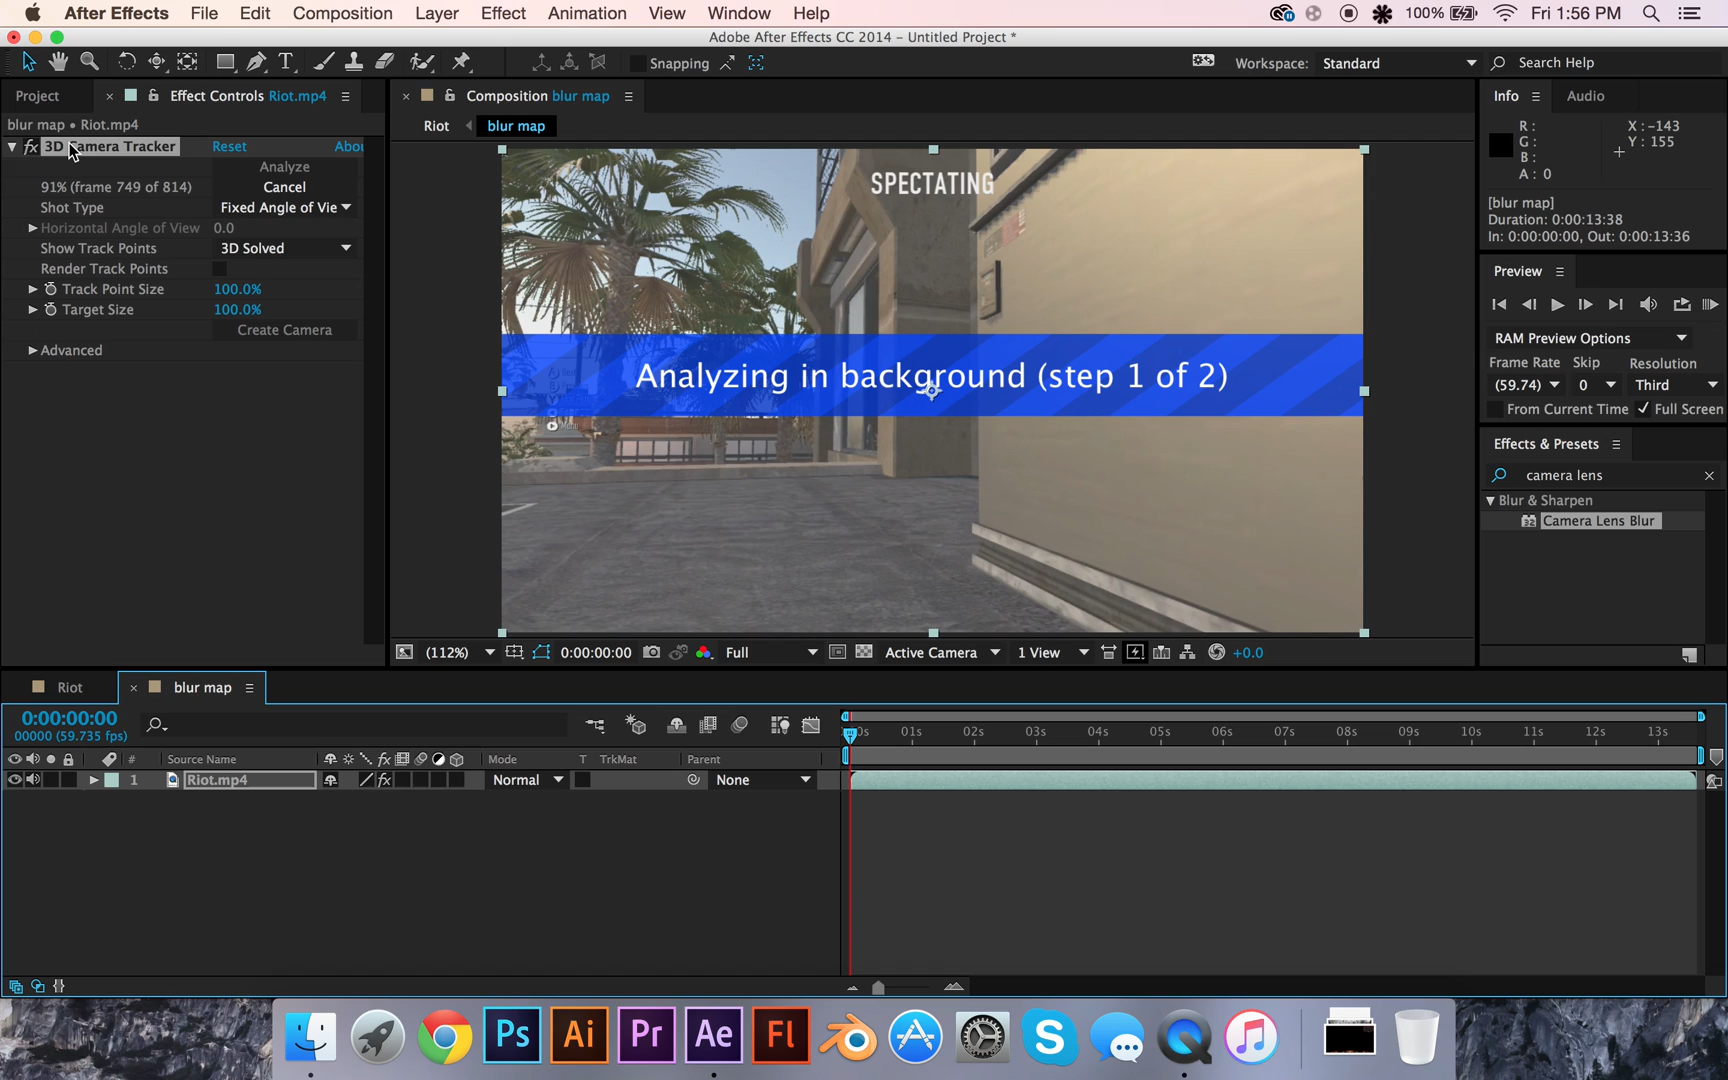 After Effects File Edit Composition Layer Effect Animation View Window Help 100% Fri 1:56 PM
Adobe After Effects CC 2014 – Untitled Project *
Snapping Workspace: Standard Search Help
Project Effect Controls Riot.mp4
blur map • Riot.mp4
3D Camera Tracker Reset Abou
Analyze
91% (frame 749 of 814) Cancel
Shot Type Fixed Angle of Vie
Horizontal Angle of View 0.0
Show Track Points 3D Solved
Render Track Points
Track Point Size 100.0%
Target Size 100.0%
Create Camera
Advanced
Composition blur map
Riot blur map
SPECTATING
Analyzing in background (step 1 of 2)
Menu
(112%) 0:00:00:00 Full Active Camera 1 View +0.0
Info Audio
R: X : -143
G: Y : 155
B:
A : 0
[blur map]
Duration: 0:00:13:38
In: 0:00:00:00, Out: 0:00:13:36
Preview
RAM Preview Options
Frame Rate Skip Resolution
(59.74) 0 Third
From Current Time Full Screen
Effects & Presets
camera lens
Blur & Sharpen
32 Camera Lens Blur
Riot blur map
0:00:00:00
00000 (59.735 fps)
0s 01s 02s 03s 04s 05s 06s 07s 08s 09s 10s 11s 12s 13s
# Source Name fx Mode T TrkMat Parent
1 Riot.mp4 fx Normal None
Ps Ai Pr Ae Fl